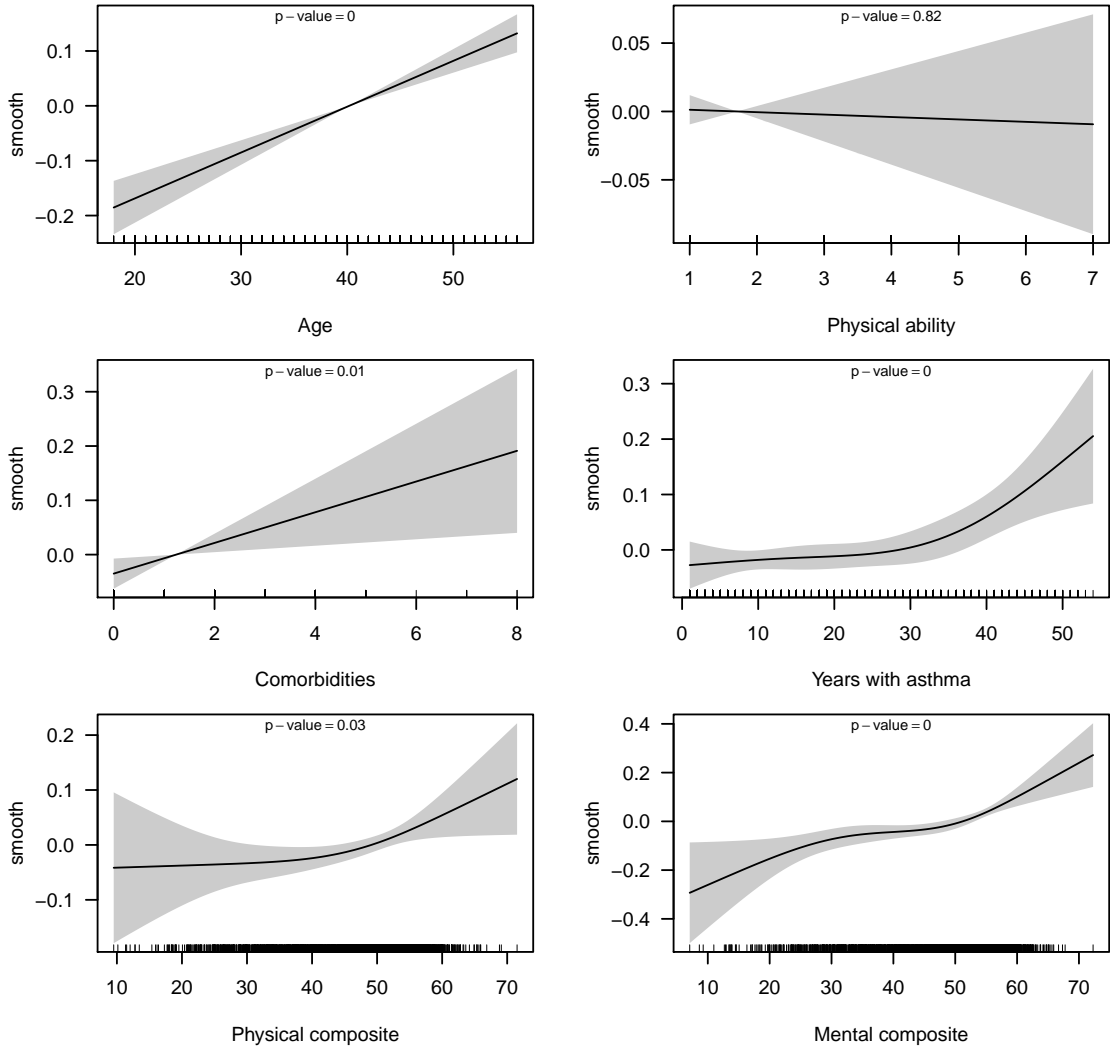 p − value = 0
smooth
0.1
0.0
−0.1
−0.2
20 30 40 50
Age
p − value = 0.82
smooth
0.05
0.00
−0.05
1 2 3 4 5 6 7
Physical ability
p − value = 0.01
smooth
0.3
0.2
0.1
0.0
0 2 4 6 8
Comorbidities
p − value = 0
smooth
0.3
0.2
0.1
0.0
0 10 20 30 40 50
Years with asthma
p − value = 0.03
smooth
0.2
0.1
0.0
−0.1
10 20 30 40 50 60 70
Physical composite
p − value = 0
smooth
0.4
0.2
0.0
−0.2
−0.4
10 20 30 40 50 60 70
Mental composite